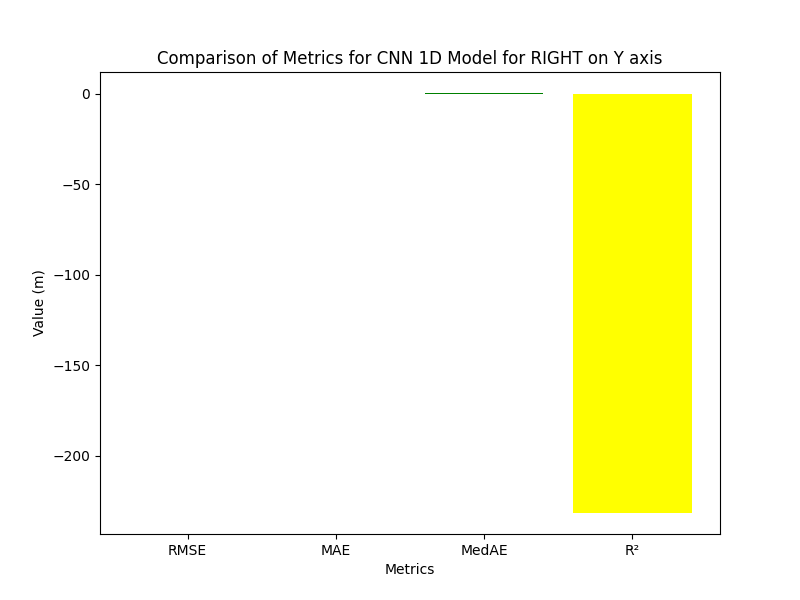 Comparison of Metrics for CNN 1D Model for RIGHT on Y axis
0
−50
−100
−150
−200
Value (m)
RMSE MAE MedAE R²
Metrics